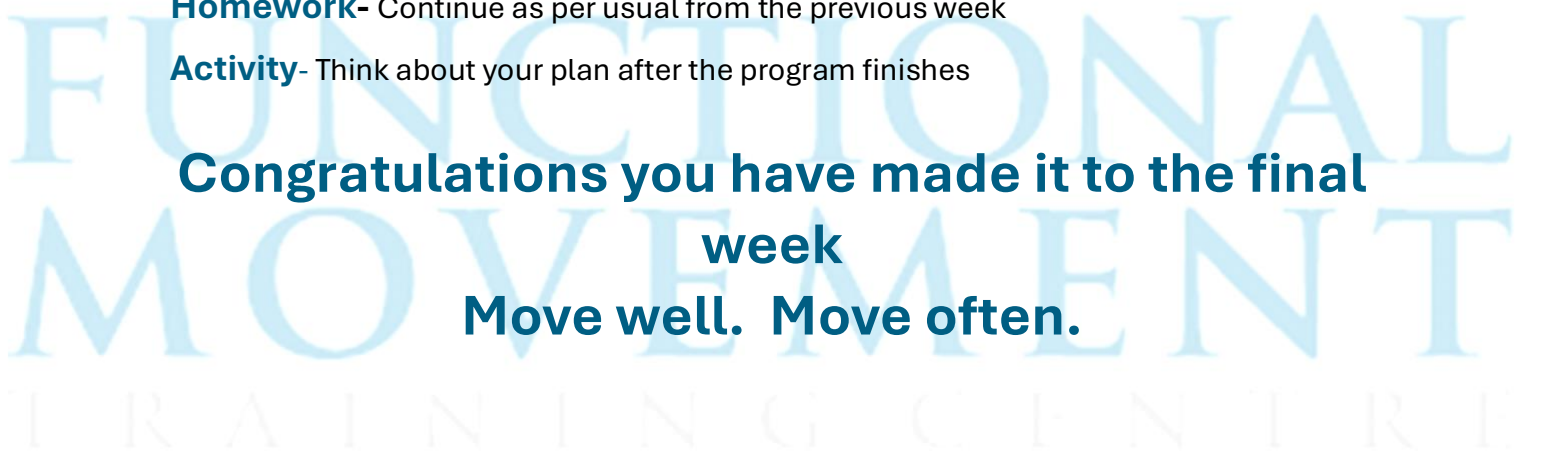 Homework- Continue as per usual from the previous week
Activity- Think about your plan after the program finishes
Congratulations you have made it to the final
week
Move well.  Move often.
FUNCTIONAL
MOVEMENT
TRAINING CENTRE